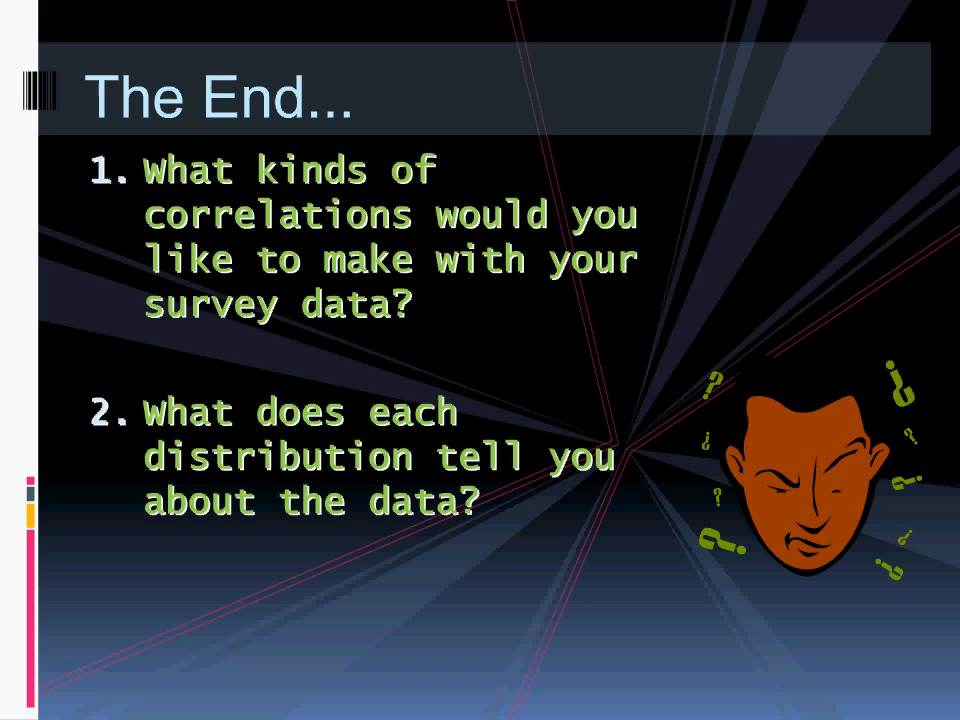 The End...
1. What kinds of
correlations would you
like to make with your
survey data?
2. What does each
distribution tell you
about the data?
? ? ? ? ? ? ? ? ?